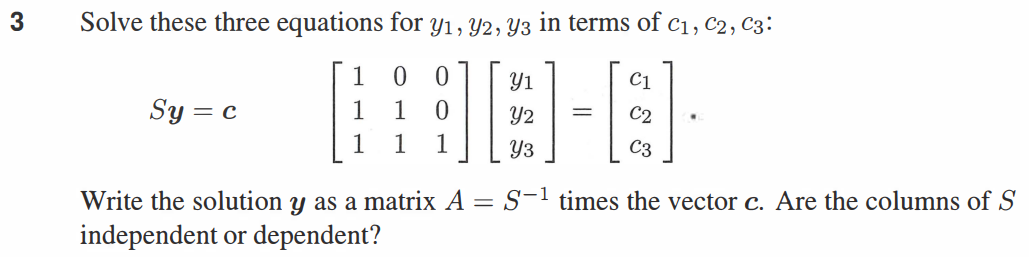 3 Solve these three equations for y₁, y₂, y₃ in terms of c₁, c₂, c₃:
Sy = c [1 0 0; 1 1 0; 1 1 1] [y₁; y₂; y₃] = [c₁; c₂; c₃].
Write the solution y as a matrix A = S⁻¹ times the vector c. Are the columns of S
independent or dependent?